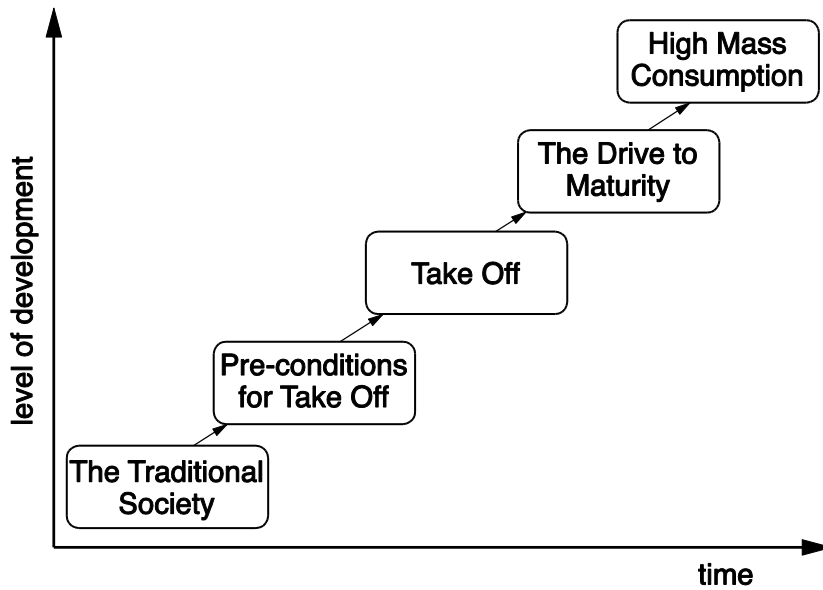 High Mass
Consumption
The Drive to
Maturity
Take Off
Pre-conditions
for Take Off
The Traditional
Society
level of development
time